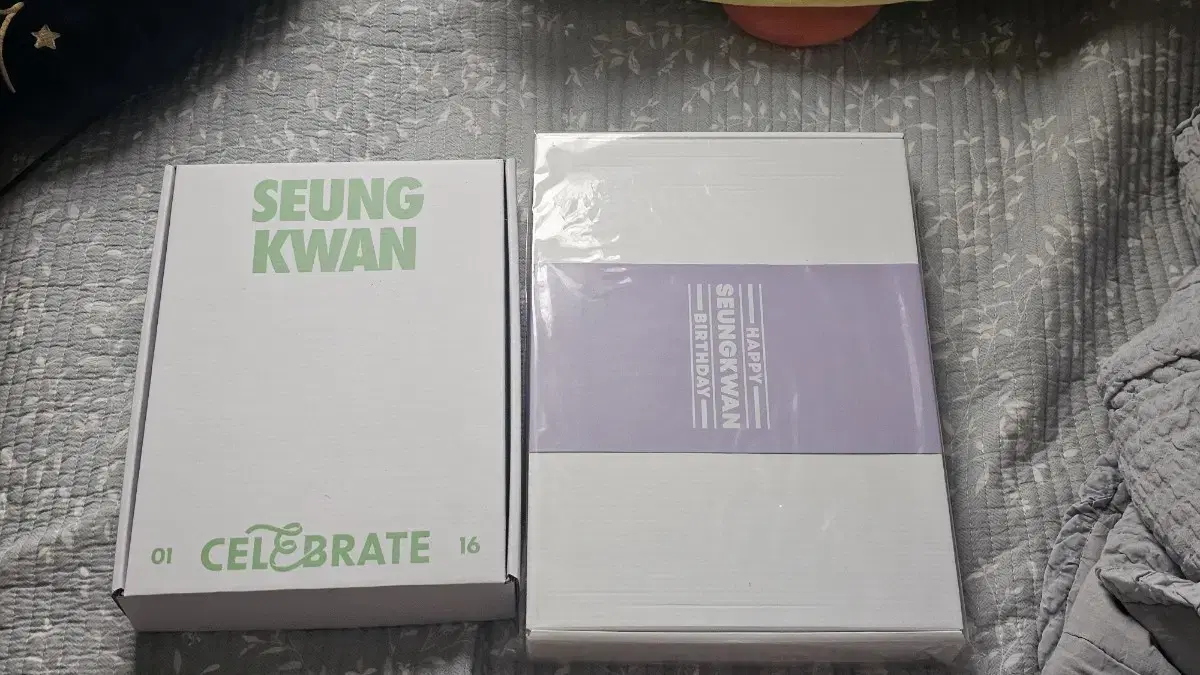 SEUNG
KWAN
01 CELEBRATE 16
HAPPY
SEUNGKWAN
BIRTHDAY